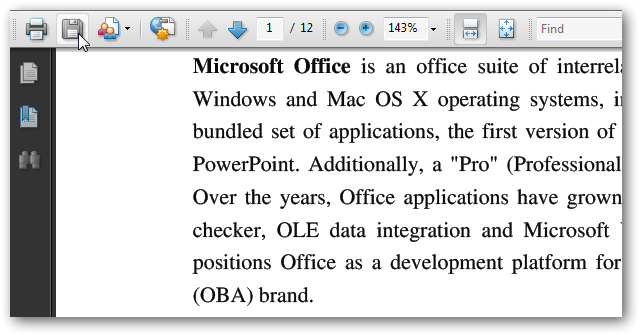 1 / 12 143% Find
Microsoft Office is an office suite of interrel
Windows and Mac OS X operating systems, i
bundled set of applications, the first version of
PowerPoint. Additionally, a "Pro" (Professional
Over the years, Office applications have grown
checker, OLE data integration and Microsoft
positions Office as a development platform for
(OBA) brand.